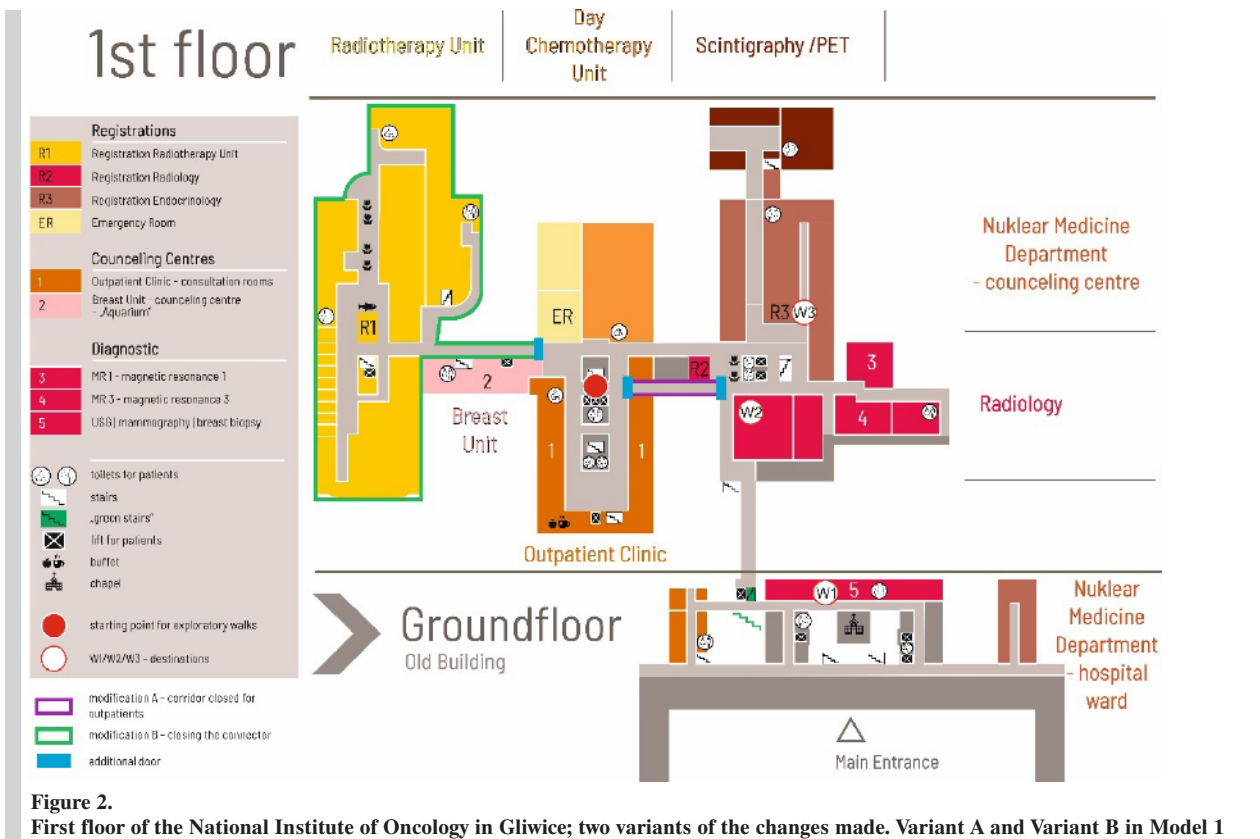 1st floor
Radiotherapy Unit
Day
Chemotherapy
Unit
Scintigraphy /PET
Registrations
R1 Registration Radiotherapy Unit
R2 Registration Radiology
R3 Registration Endocrinology
ER Emergency Room
Counceling Centres
1 Outpatient Clinic - consultation rooms
2 Breast Unit - counceling centre
- „Aquarium"
Diagnostic
3 MR 1 - magnetic resonance 1
4 MR 3 - magnetic resonance 3
5 USG| mammography | breast biopsy
toilets for patients
stairs
„green stairs"
lift for patients
buffet
chapel
starting point for exploratory walks
W1/W2/W3 - destinations
modification A - corridor closed for
outpatients
modification B - closing the connector
additional door
R1
ER
2
Breast
Unit
1
1
Outpatient Clinic
R2
R3 W3
W2
3
4
Nuklear Medicine
Department
- counceling centre
Radiology
Groundfloor
Old Building
W1 5
Main Entrance
Nuklear
Medicine
Department
- hospital
ward
Figure 2.
First floor of the National Institute of Oncology in Gliwice; two variants of the changes made. Variant A and Variant B in Model 1